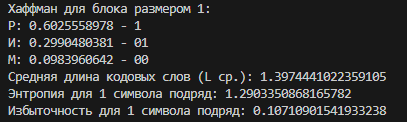 Хаффман для блока размером 1:
Р: 0.6025558978 - 1
И: 0.2990480381 - 01
М: 0.0983960642 - 00
Средняя длина кодовых слов (L ср.): 1.3974441022359105
Энтропия для 1 символа подряд: 1.2903350868165782
Избыточность для 1 символа подряд: 0.10710901541933238